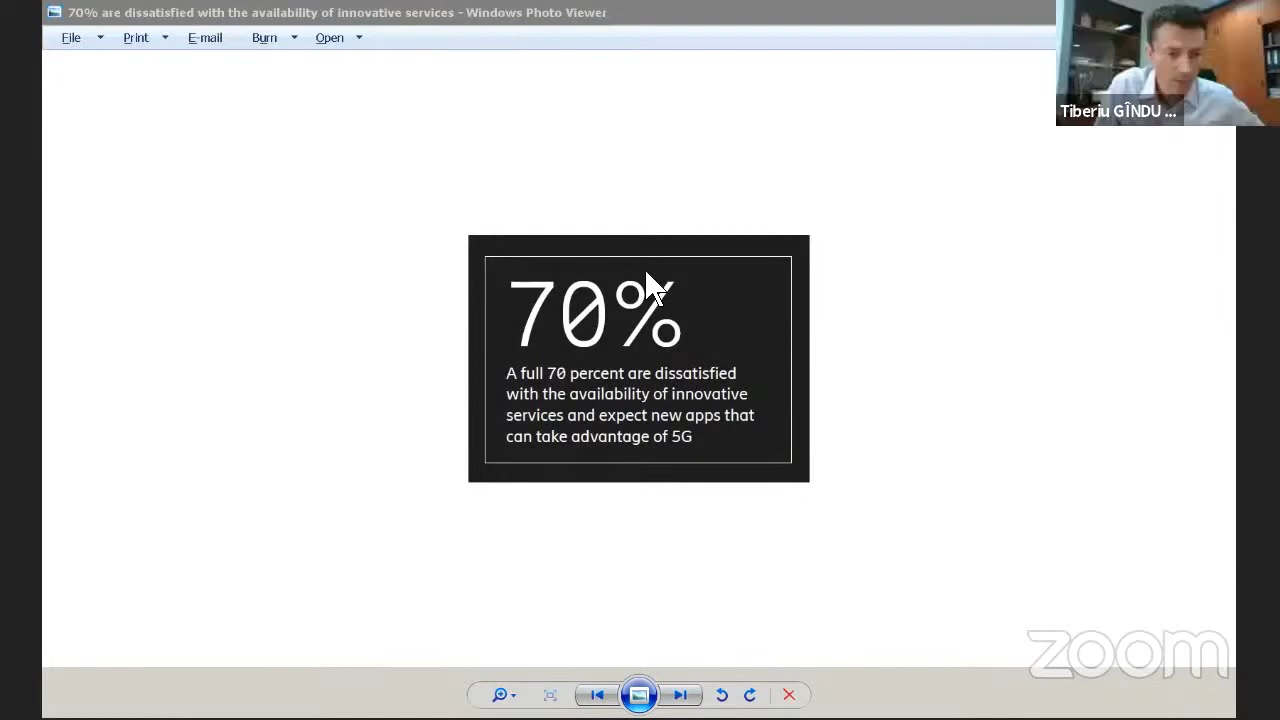 70% are dissatisfied with the availability of innovative services - Windows Photo Viewer
File Print E-mail Burn Open
Tiberiu GÎNDU ...
70%
A full 70 percent are dissatisfied
with the availability of innovative
services and expect new apps that
can take advantage of 5G
zoom